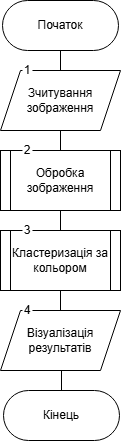 Початок
1
Зчитування
зображення
2
Обробка
зображення
3
Кластеризація за
кольором
4
Візуалізація
результатів
Кінець